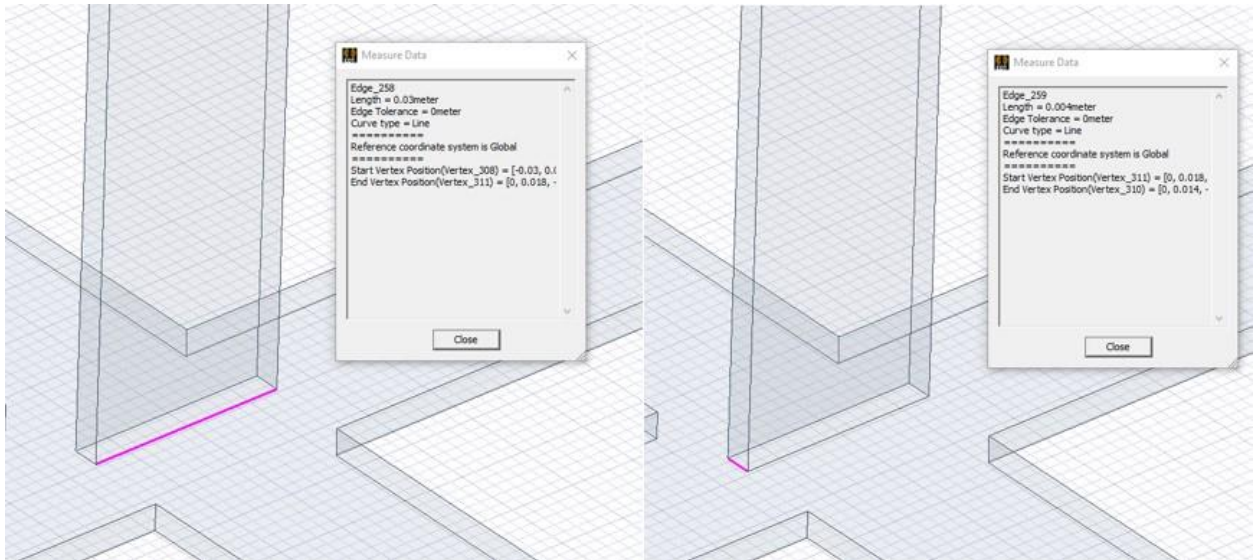 Measure Data
Edge_258
Length = 0.03meter
Edge Tolerance = 0meter
Curve type = Line
==========
Reference coordinate system is Global
==========
Start Vertex Position(Vertex_308) = [-0.03, 0.0
End Vertex Position(Vertex_311) = [0, 0.018, -
Close
Measure Data
Edge_259
Length = 0.004meter
Edge Tolerance = 0meter
Curve type = Line
==========
Reference coordinate system is Global
==========
Start Vertex Position(Vertex_311) = [0, 0.018,
End Vertex Position(Vertex_310) = [0, 0.014, -
Close